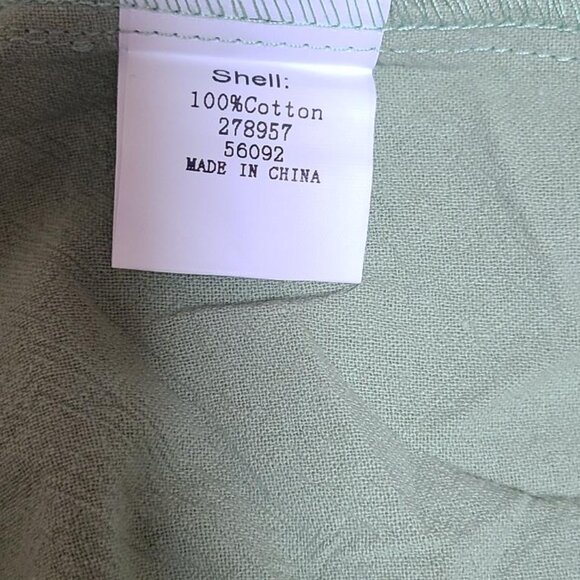 Shell:
100%Cotton
278957
56092
MADE IN CHINA